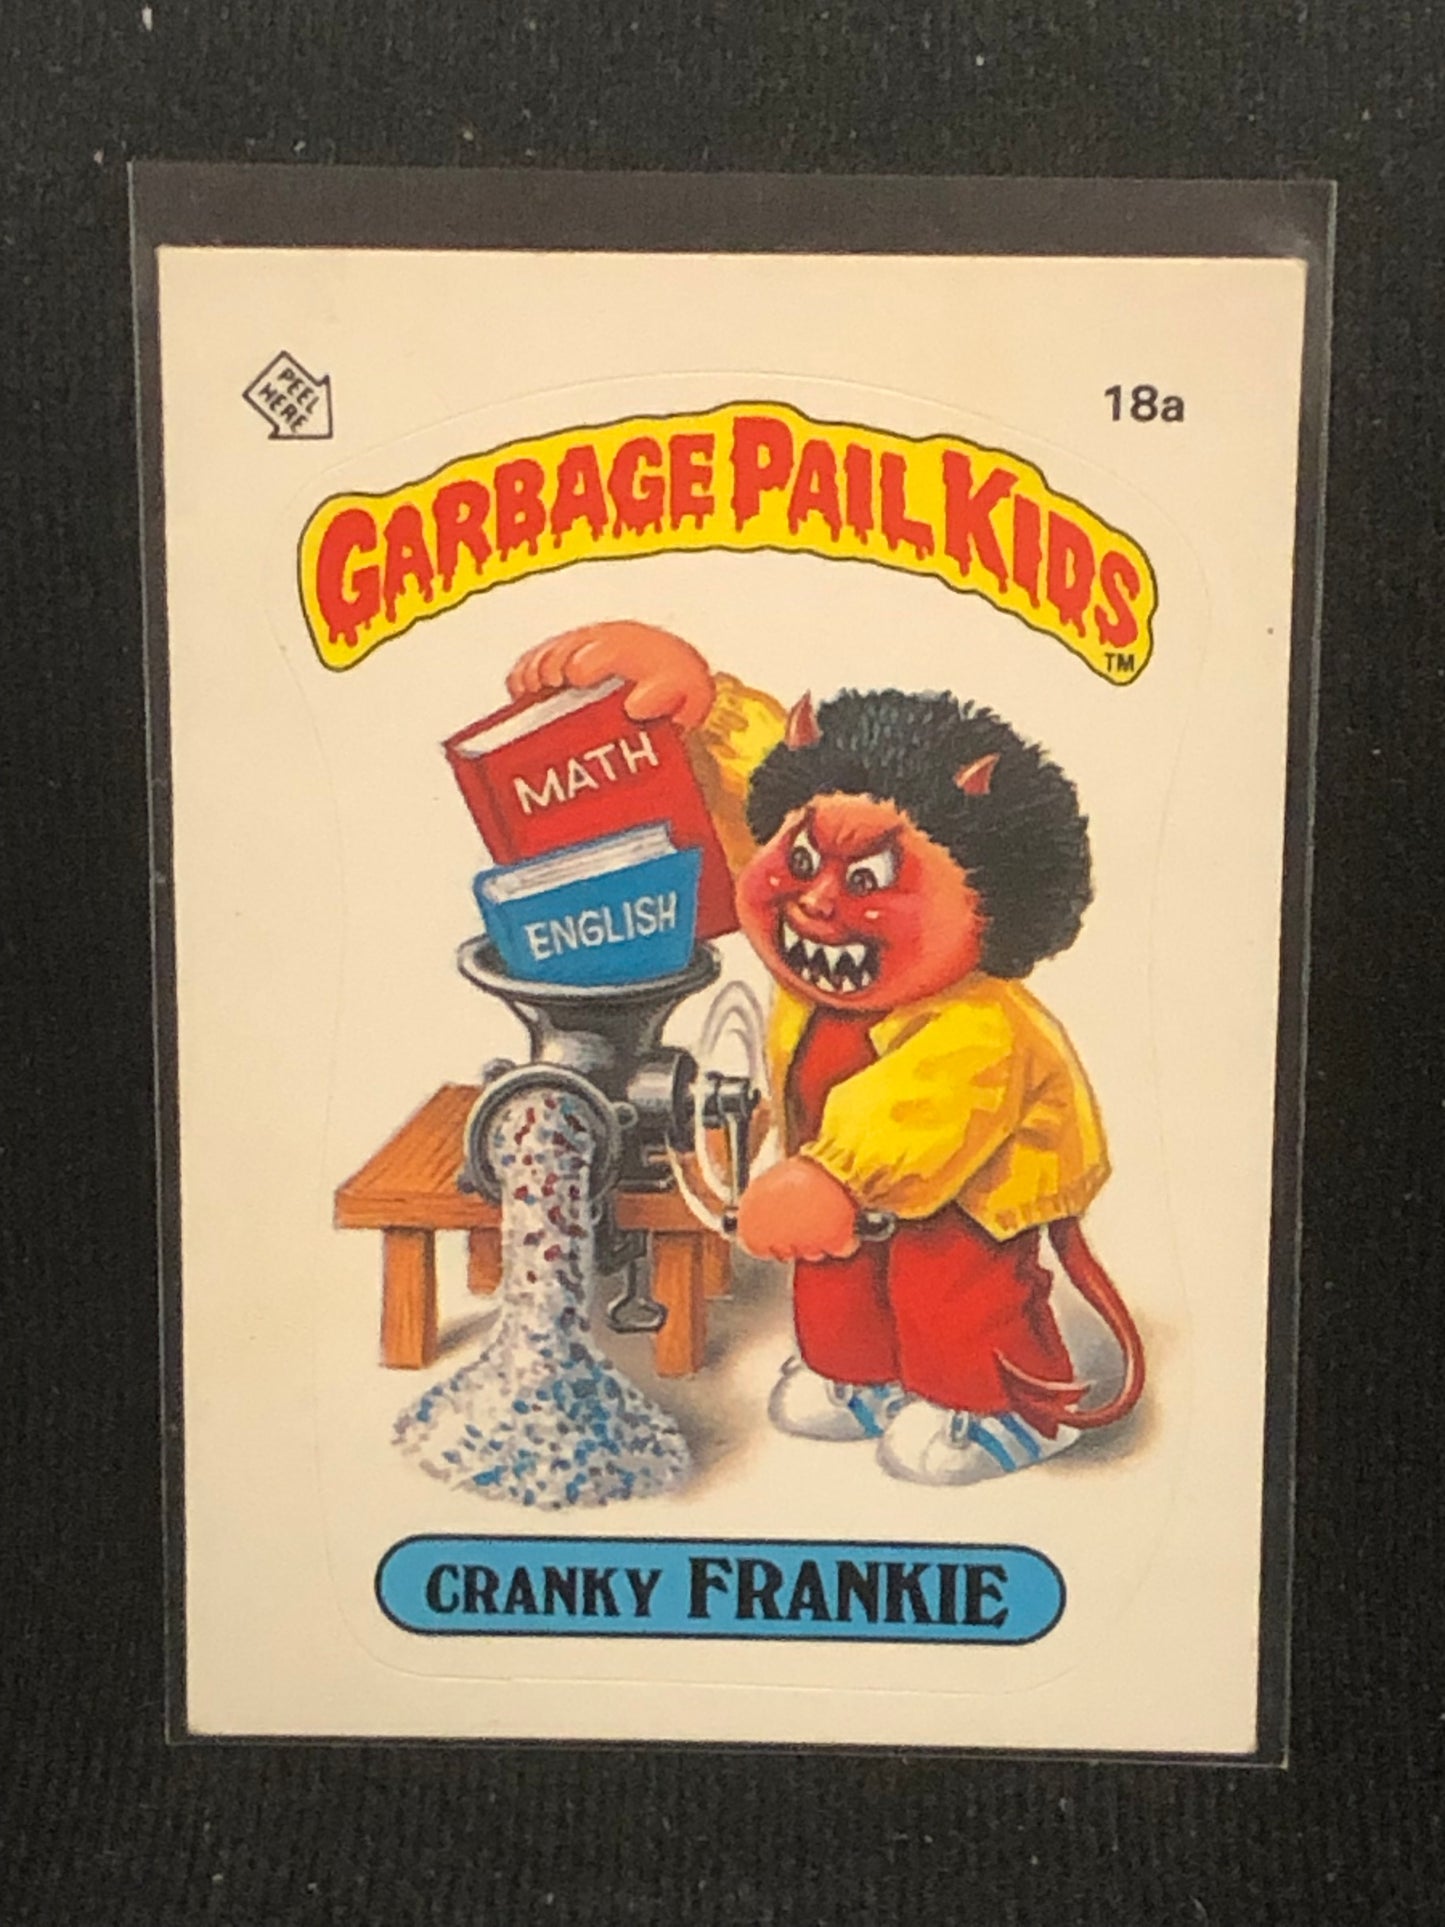 PEEL
HERE
18a
GARBAGE PAIL KIDS
TM
MATH
ENGLISH
CRANKY FRANKIE